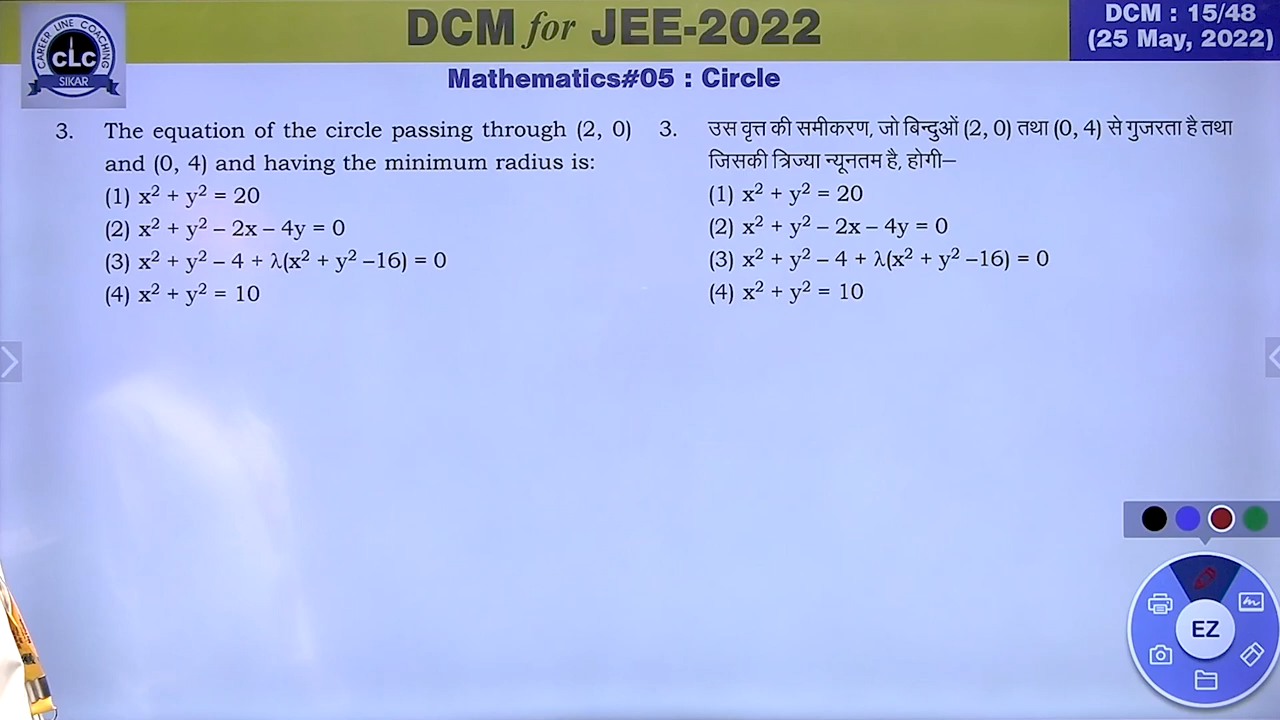 DCM for JEE-2022
DCM : 15/48
(25 May, 2022)
CAREER LINE COACHING
CLC
SIKAR
Mathematics#05 : Circle
3. The equation of the circle passing through (2, 0)
and (0, 4) and having the minimum radius is:
(1) x² + y² = 20
(2) x² + y² – 2x – 4y = 0
(3) x² + y² – 4 + λ(x² + y² –16) = 0
(4) x² + y² = 10
3. उस वृत्त की समीकरण, जो बिन्दुओं (2, 0) तथा (0, 4) से गुजरता है तथा
जिसकी त्रिज्या न्यूनतम है, होगी–
(1) x² + y² = 20
(2) x² + y² – 2x – 4y = 0
(3) x² + y² – 4 + λ(x² + y² –16) = 0
(4) x² + y² = 10
EZ